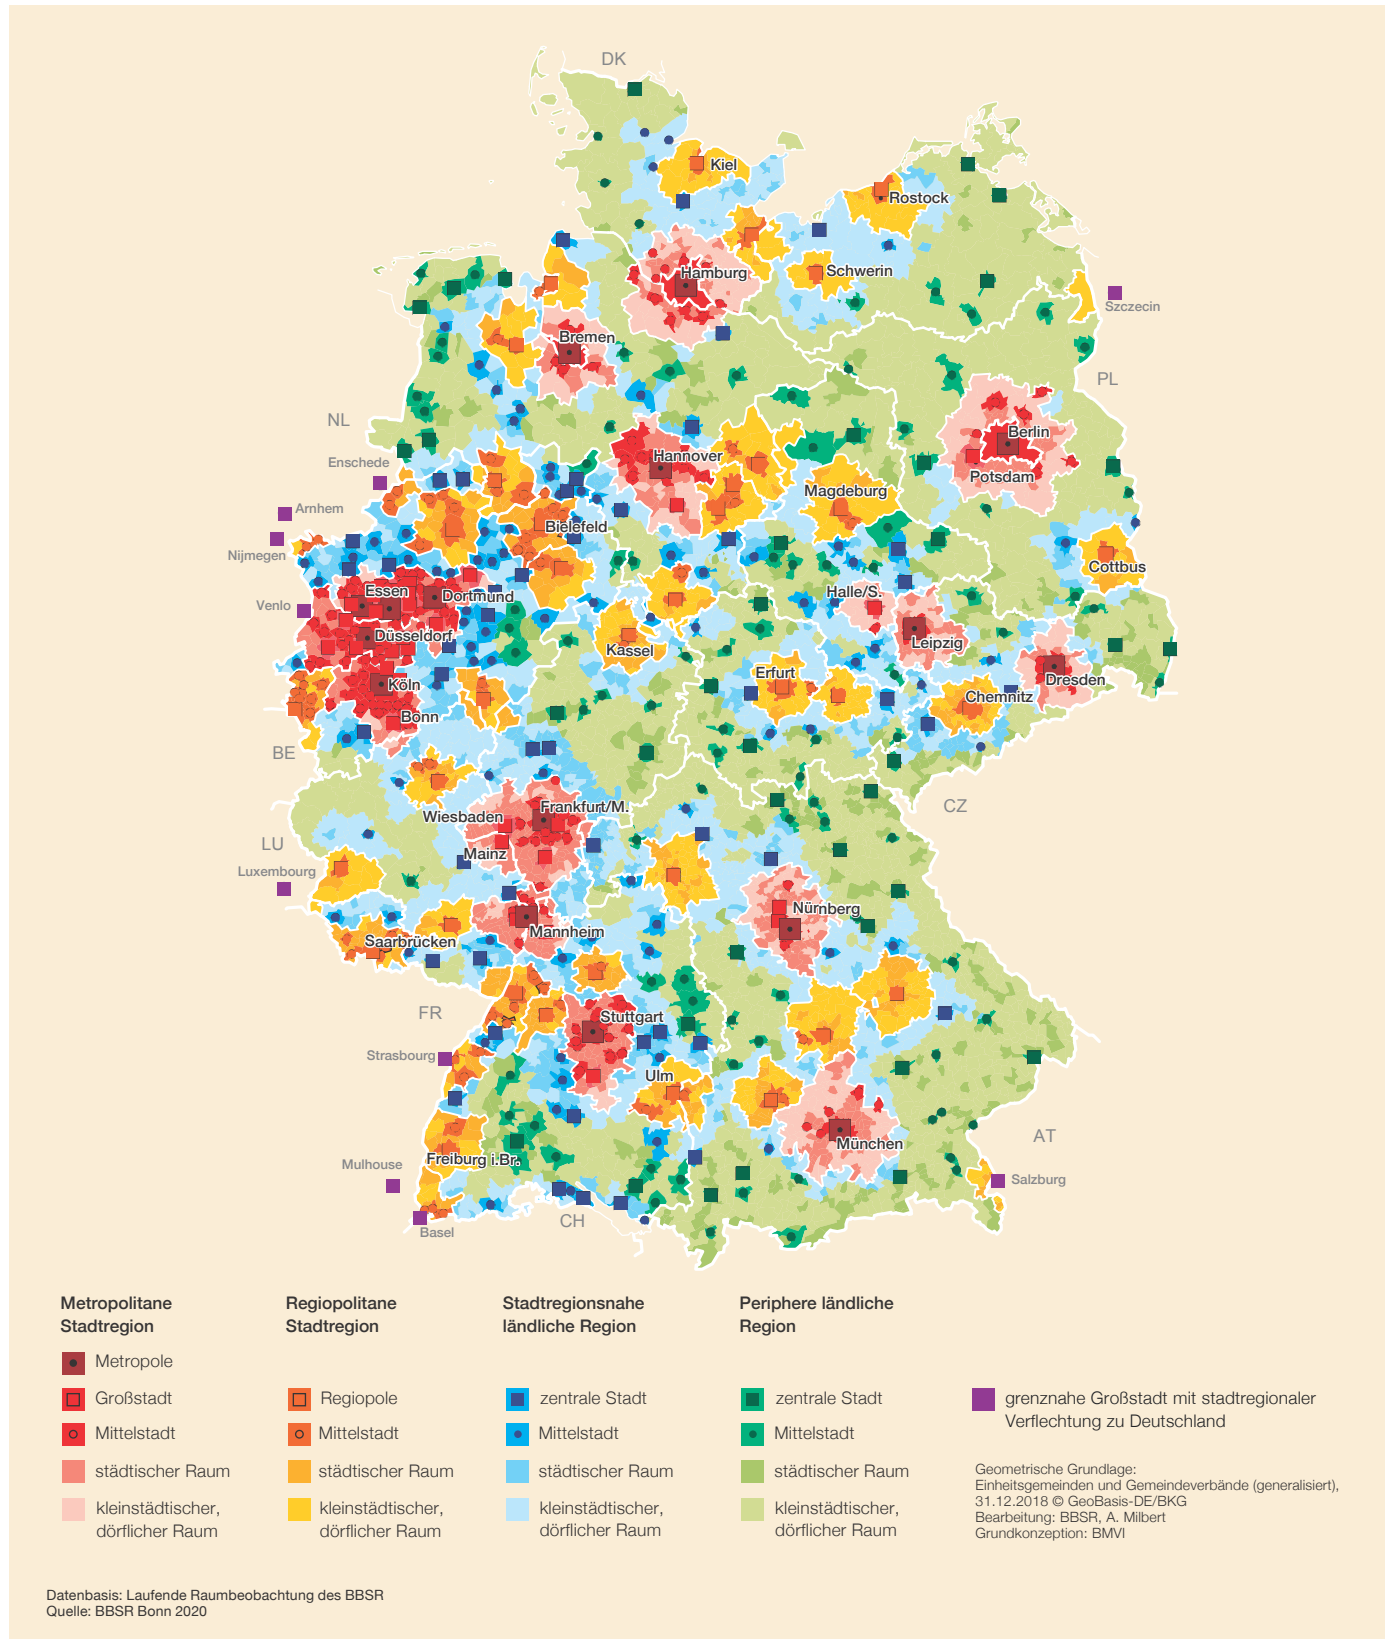 DK
Kiel
Rostock
Hamburg
Schwerin
Szczecin
Bremen
PL
NL
Berlin
Hannover
Enschede
Potsdam
Magdeburg
Arnhem
Bielefeld
Nijmegen
Cottbus
Essen
Halle/S.
Dortmund
Venlo
Düsseldorf
Leipzig
Kassel
Erfurt
Dresden
Köln
Chemnitz
Bonn
BE
CZ
Frankfurt/M.
Wiesbaden
LU
Mainz
Luxembourg
Nürnberg
Mannheim
Saarbrücken
FR
Stuttgart
Strasbourg
Ulm
AT
München
Freiburg i.Br.
Mulhouse
Salzburg
CH
Basel
Metropolitane
Stadtregion
Metropole
Großstadt
Mittelstadt
städtischer Raum
kleinstädtischer,
dörflicher Raum
Regiopolitane
Stadtregion
Regiopole
Mittelstadt
städtischer Raum
kleinstädtischer,
dörflicher Raum
Stadtregionsnahe
ländliche Region
zentrale Stadt
Mittelstadt
städtischer Raum
kleinstädtischer,
dörflicher Raum
Periphere ländliche
Region
zentrale Stadt
Mittelstadt
städtischer Raum
kleinstädtischer,
dörflicher Raum
grenznahe Großstadt mit stadtregionaler
Verflechtung zu Deutschland
Geometrische Grundlage:
Einheitsgemeinden und Gemeindeverbände (generalisiert),
31.12.2018 © GeoBasis-DE/BKG
Bearbeitung: BBSR, A. Milbert
Grundkonzeption: BMVI
Datenbasis: Laufende Raumbeobachtung des BBSR
Quelle: BBSR Bonn 2020